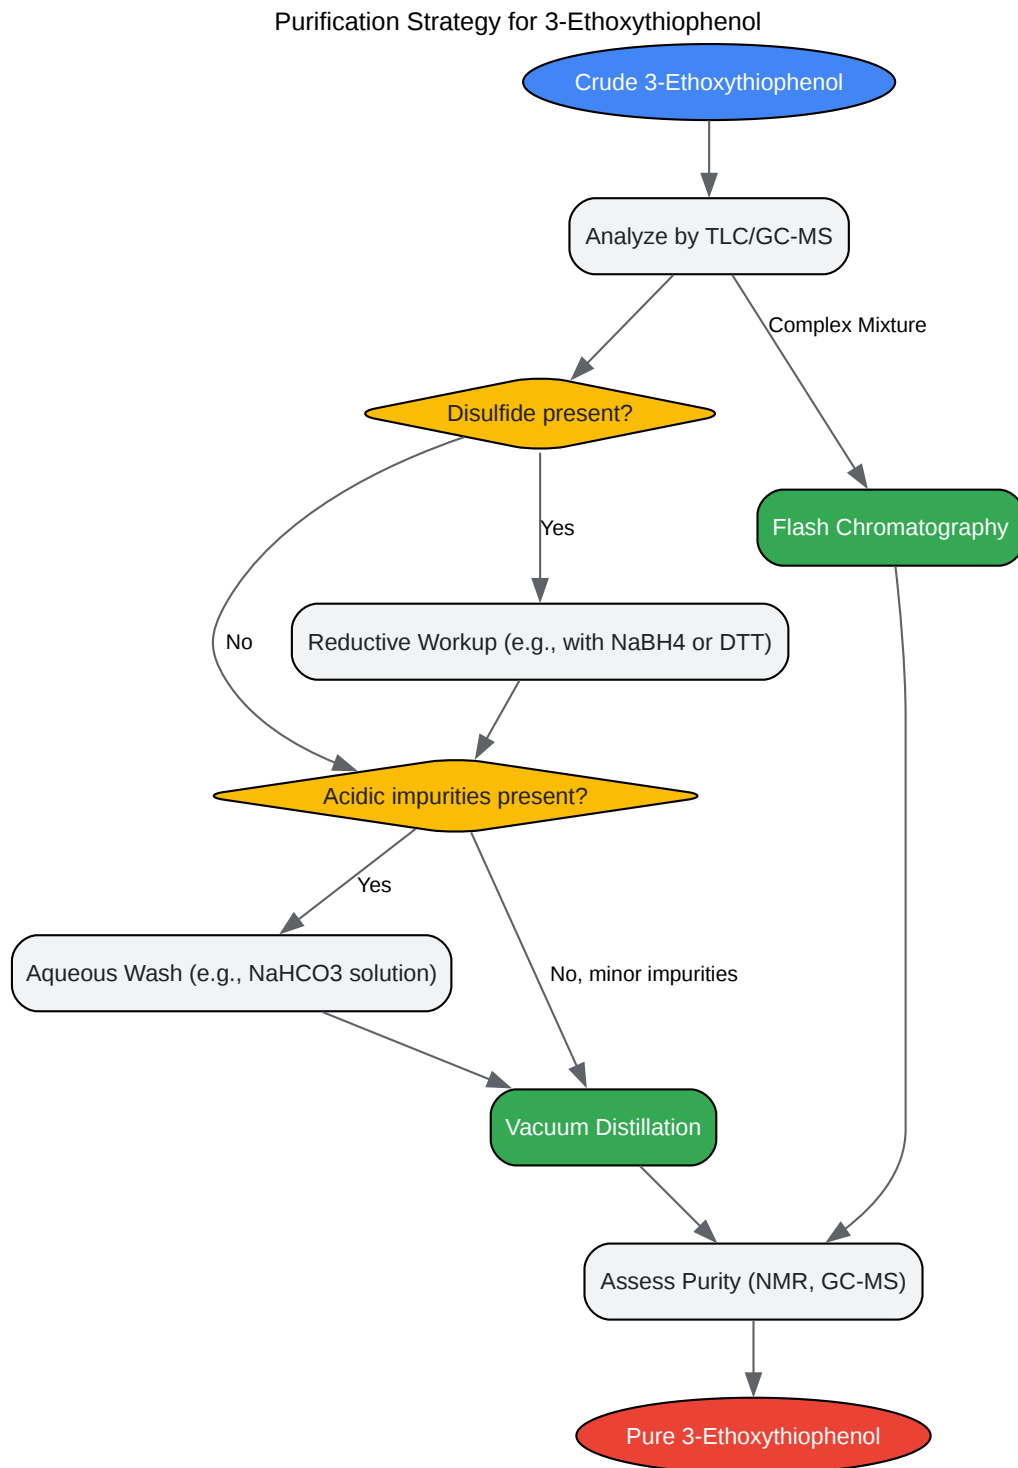 Purification Strategy for 3-Ethoxythiophenol
Crude 3-Ethoxythiophenol
Analyze by TLC/GC-MS
Complex Mixture
Disulfide present?
Yes
Flash Chromatography
No
Reductive Workup (e.g., with NaBH4 or DTT)
Acidic impurities present?
Yes
Aqueous Wash (e.g., NaHCO3 solution)
No, minor impurities
Vacuum Distillation
Assess Purity (NMR, GC-MS)
Pure 3-Ethoxythiophenol